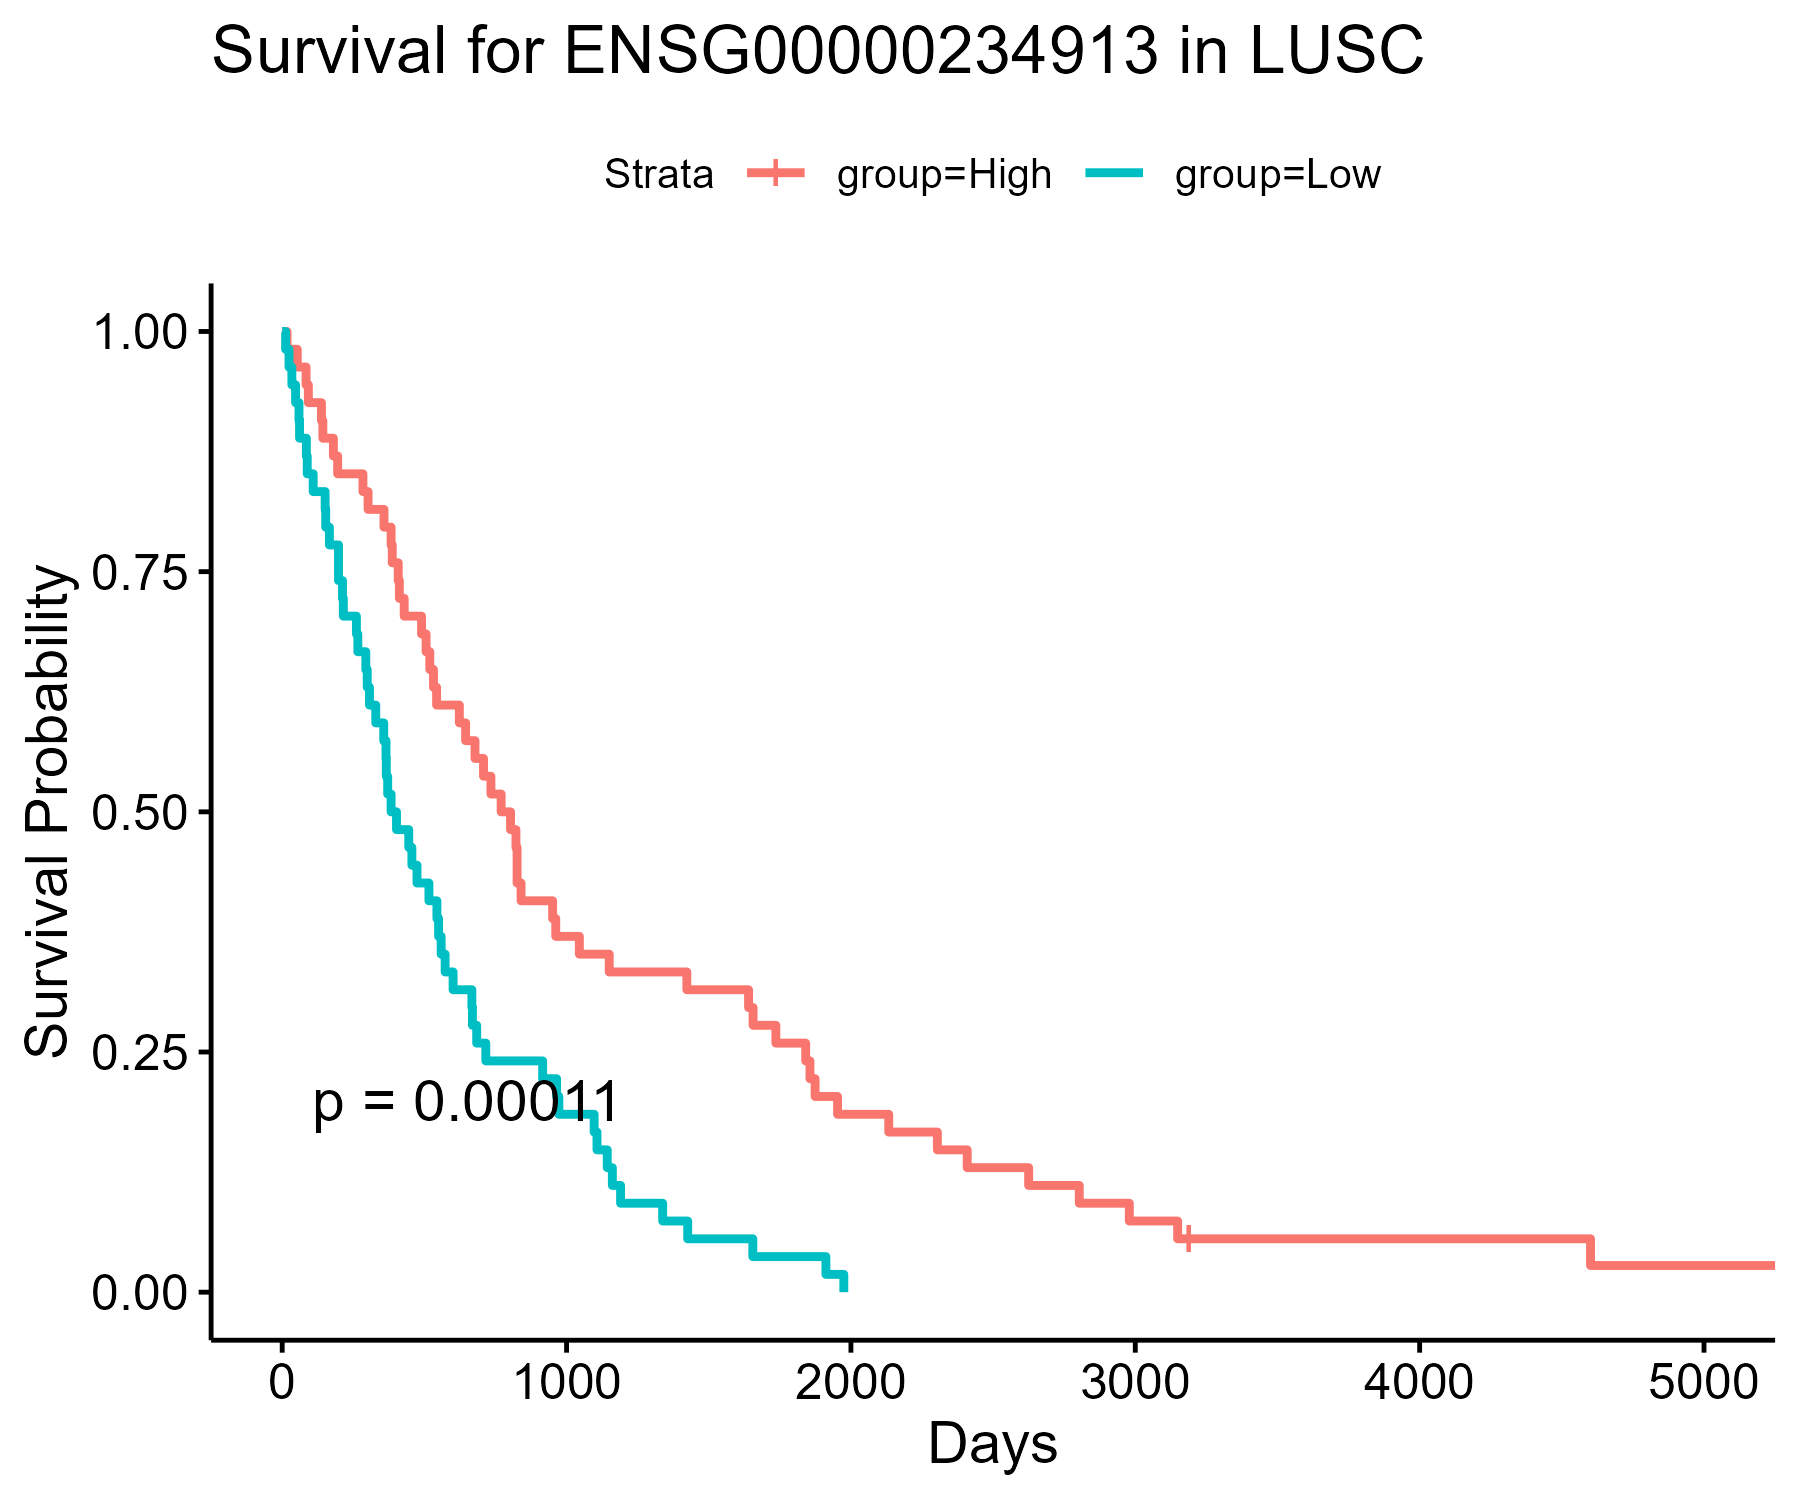 Survival for ENSG00000234913 in LUSC
Strata group=High group=Low
1.00
0.75
0.50
0.25
0.00
Survival Probability
p = 0.00011
0 1000 2000 3000 4000 5000
Days